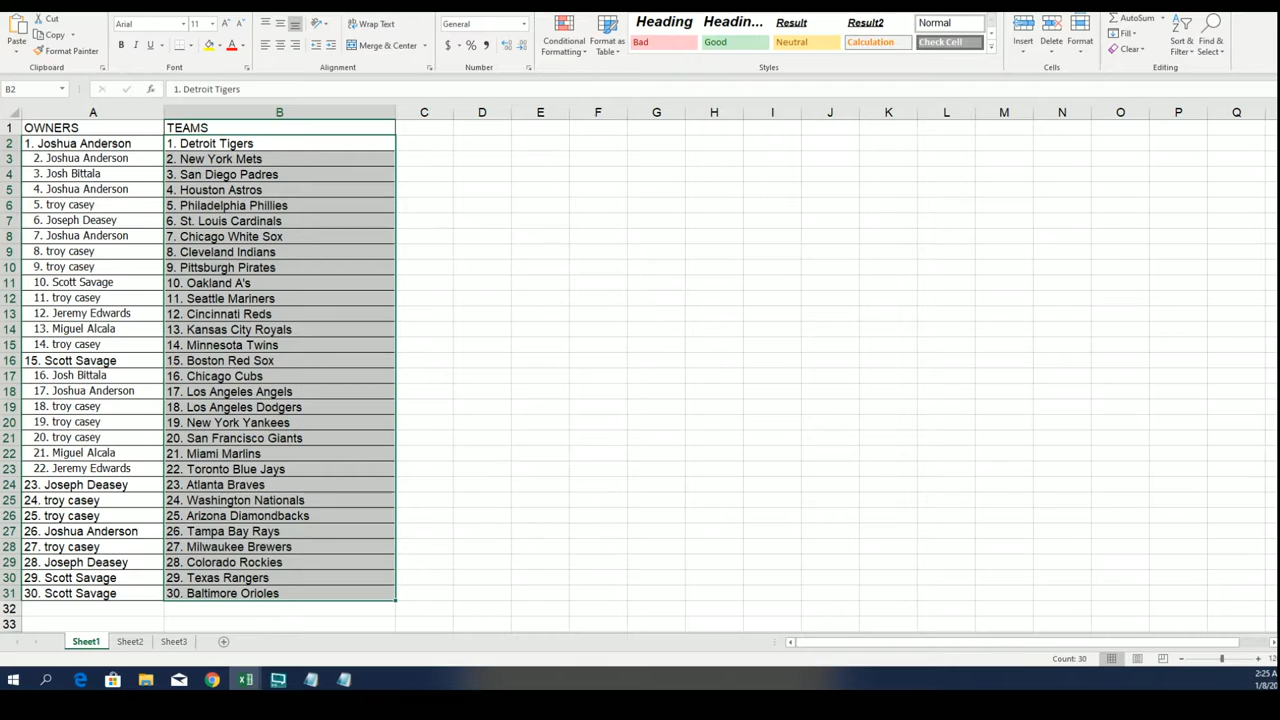 Cut
Copy
Paste
Format Painter
Clipboard
Arial 11
B I U
Font
Wrap Text
Merge & Center
Alignment
General
$ %
Number
Conditional Formatting
Format as Table
Heading Headin... Result Result2 Normal
Bad Good Neutral Calculation Check Cell
Styles
Insert Delete Format
Cells
AutoSum
Fill
Clear
Sort & Filter
Find & Select
Editing
B2 fx 1. Detroit Tigers
A B C D E F G H I J K L M N O P Q
1 OWNERS TEAMS
2 1. Joshua Anderson 1. Detroit Tigers
3 2. Joshua Anderson 2. New York Mets
4 3. Josh Bittala 3. San Diego Padres
5 4. Joshua Anderson 4. Houston Astros
6 5. troy casey 5. Philadelphia Phillies
7 6. Joseph Deasey 6. St. Louis Cardinals
8 7. Joshua Anderson 7. Chicago White Sox
9 8. troy casey 8. Cleveland Indians
10 9. troy casey 9. Pittsburgh Pirates
11 10. Scott Savage 10. Oakland A's
12 11. troy casey 11. Seattle Mariners
13 12. Jeremy Edwards 12. Cincinnati Reds
14 13. Miguel Alcala 13. Kansas City Royals
15 14. troy casey 14. Minnesota Twins
16 15. Scott Savage 15. Boston Red Sox
17 16. Josh Bittala 16. Chicago Cubs
18 17. Joshua Anderson 17. Los Angeles Angels
19 18. troy casey 18. Los Angeles Dodgers
20 19. troy casey 19. New York Yankees
21 20. troy casey 20. San Francisco Giants
22 21. Miguel Alcala 21. Miami Marlins
23 22. Jeremy Edwards 22. Toronto Blue Jays
24 23. Joseph Deasey 23. Atlanta Braves
25 24. troy casey 24. Washington Nationals
26 25. troy casey 25. Arizona Diamondbacks
27 26. Joshua Anderson 26. Tampa Bay Rays
28 27. troy casey 27. Milwaukee Brewers
29 28. Joseph Deasey 28. Colorado Rockies
30 29. Scott Savage 29. Texas Rangers
31 30. Scott Savage 30. Baltimore Orioles
32
33
Sheet1 Sheet2 Sheet3
Count: 30
2:25 A
1/8/20